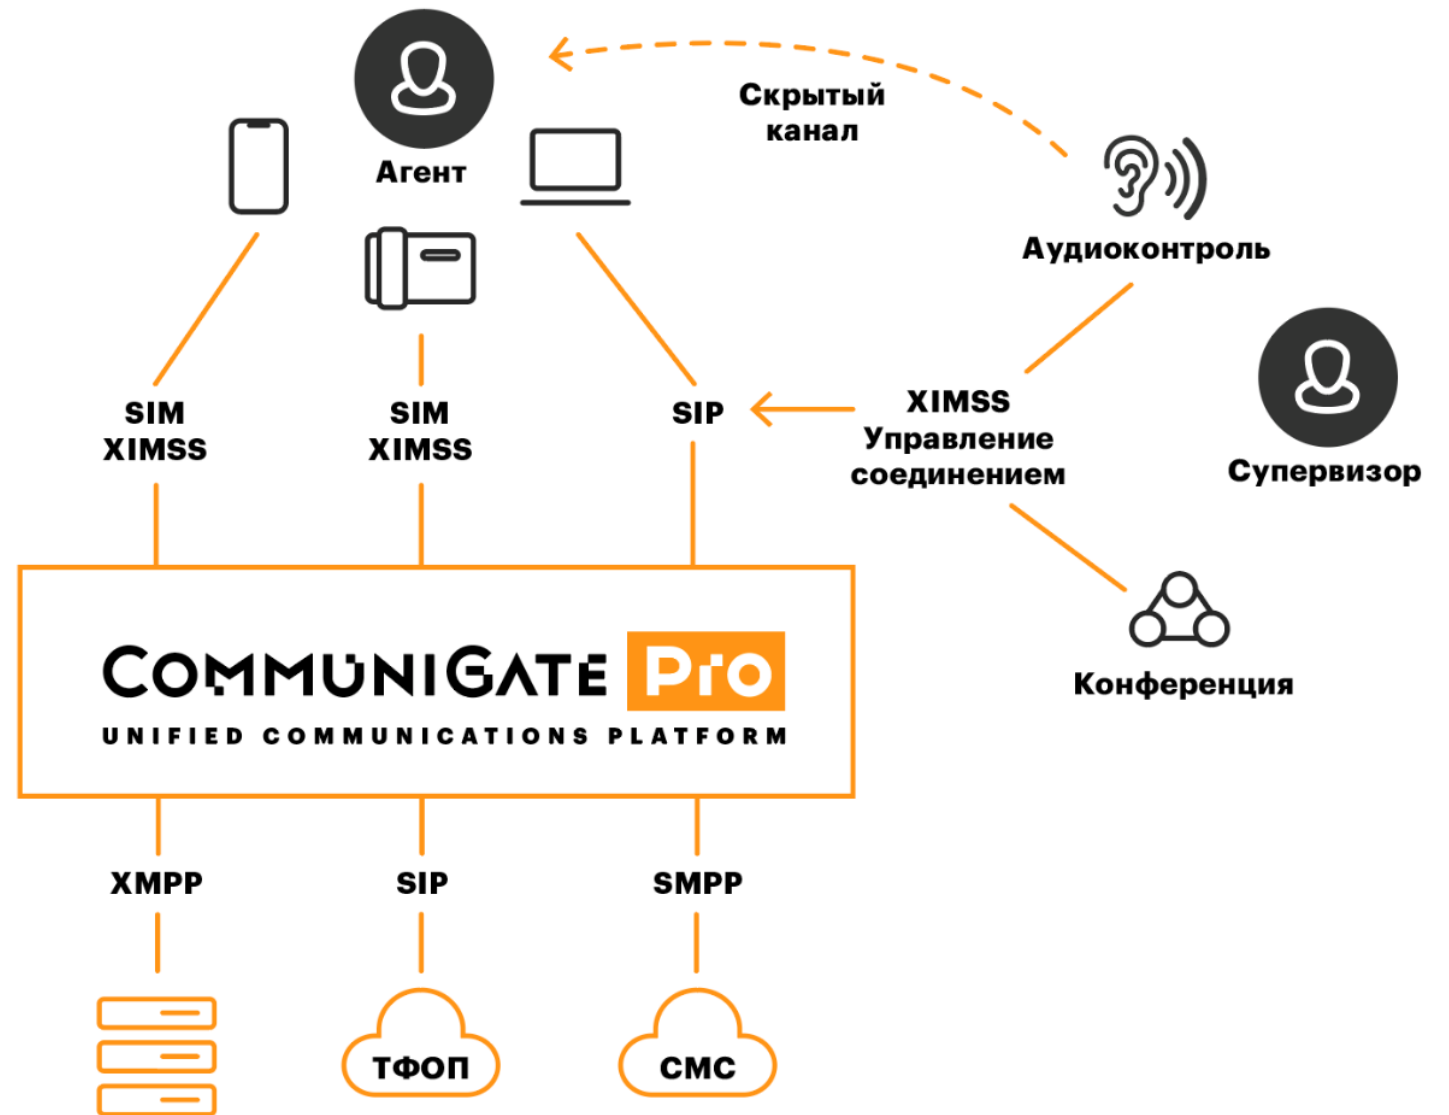 Скрытый
канал
Агент
Аудиоконтроль
SIM
XIMSS
SIM
XIMSS
SIP
XIMSS
Управление
соединением
Супервизор
COMMUNIGATE Pro
UNIFIED COMMUNICATIONS PLATFORM
Конференция
XMPP
SIP
SMPP
ТФОП
СМС